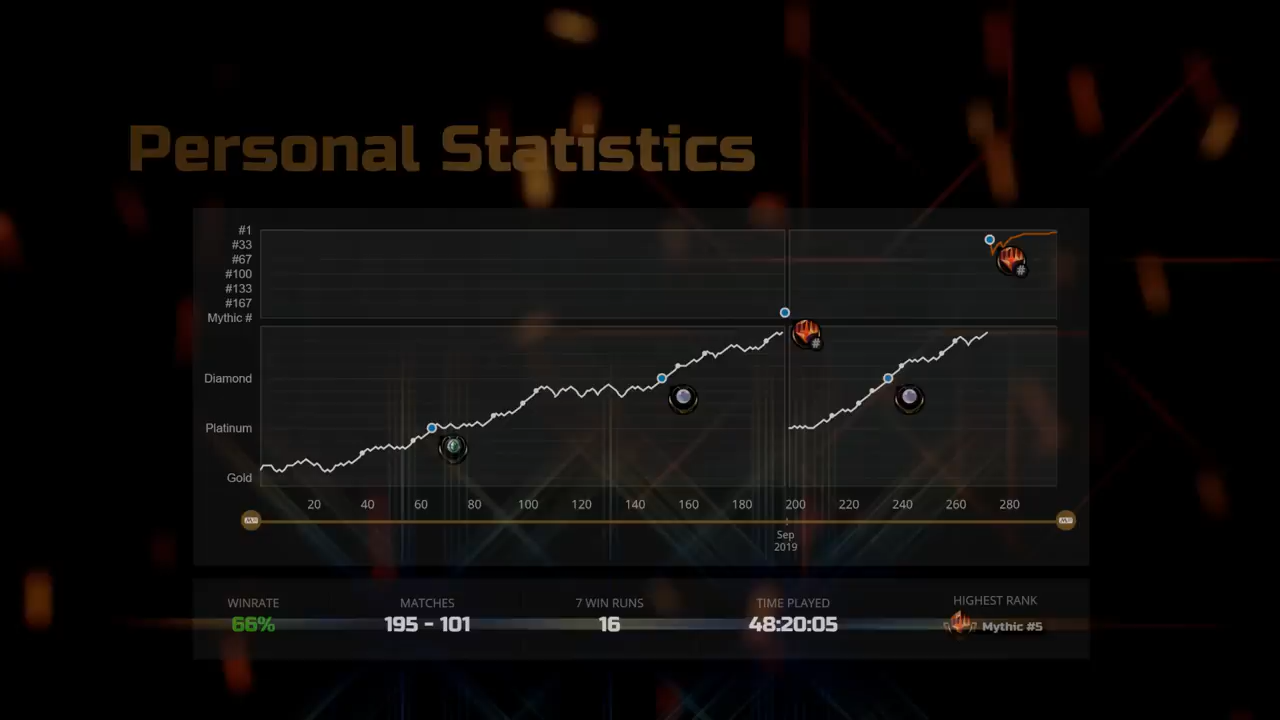 Personal Statistics
#1
#33
#67
#100
#133
#167
Mythic #
Diamond
Platinum
Gold
20 40 60 80 100 120 140 160 180 200 220 240 260 280
Sep
2019
WINRATE MATCHES 7 WIN RUNS TIME PLAYED HIGHEST RANK
66% 195 - 101 16 48:20:05 Mythic #5